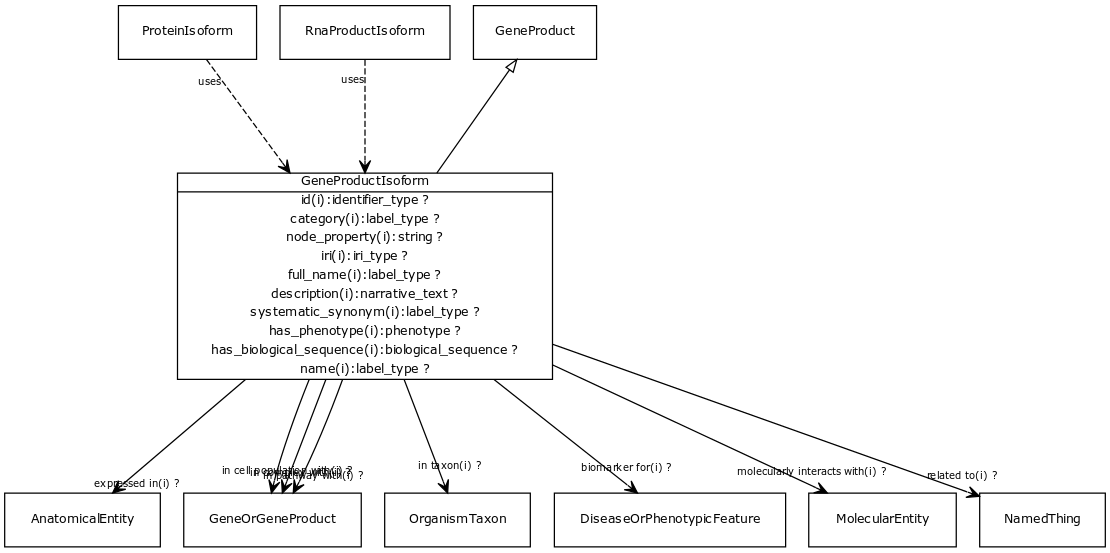 ProteinIsoform
RnaProductIsoform
GeneProduct
uses
uses
GeneProductIsoform
id(i):identifier_type ?
category(i):label_type ?
node_property(i):string ?
iri(i):iri_type ?
full_name(i):label_type ?
description(i):narrative_text ?
systematic_synonym(i):label_type ?
has_phenotype(i):phenotype ?
has_biological_sequence(i):biological_sequence ?
name(i):label_type ?
expressed in(i) ?
in cell population with(i) ?
in pathway with(i) ?
in taxon(i) ?
biomarker for(i) ?
molecularly interacts with(i) ?
related to(i) ?
AnatomicalEntity
GeneOrGeneProduct
OrganismTaxon
DiseaseOrPhenotypicFeature
MolecularEntity
NamedThing